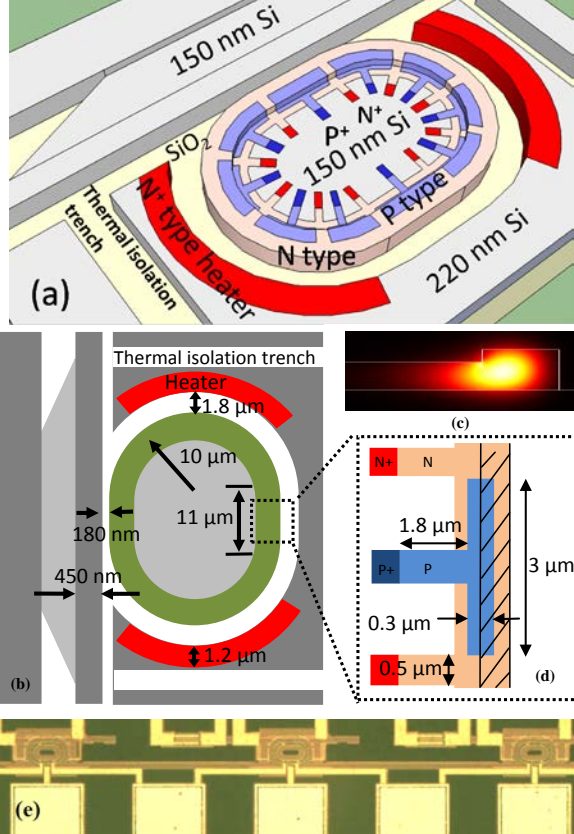 150 nm Si
SiO2
N+
P+
150 nm Si
P type
N type
N+ type heater
Thermal isolation
trench
220 nm Si
(a)
Thermal isolation trench
Heater
1.8 μm
10 μm
11 μm
180 nm
450 nm
1.2 μm
(b)
(c)
N+ N
1.8 μm
P+ P
3 μm
0.3 μm
0.5 μm
(d)
(e)